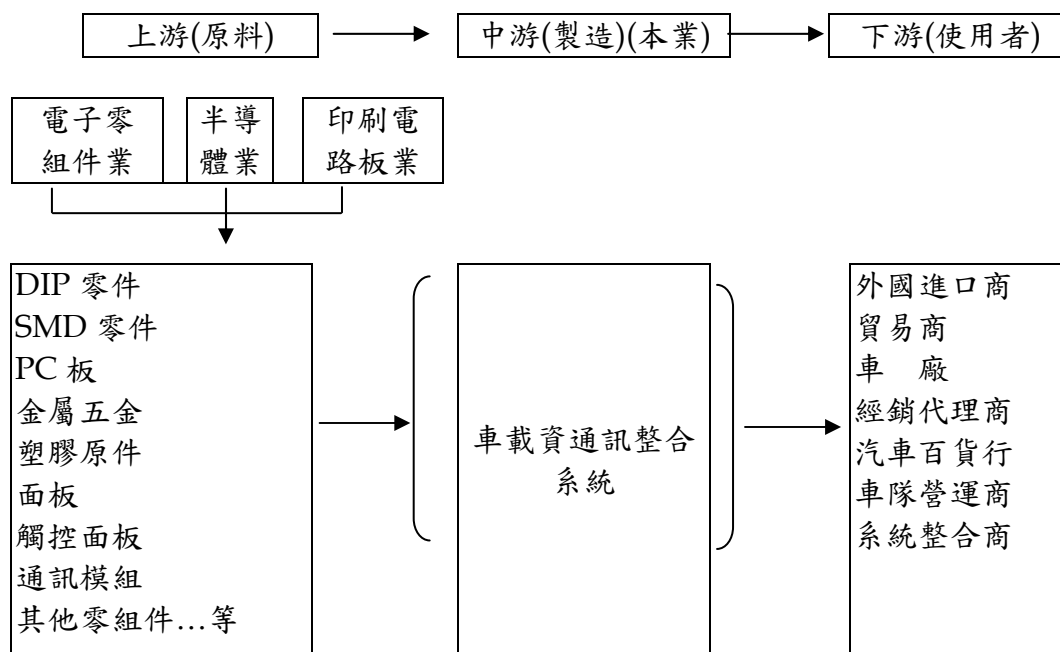 上游(原料)
中游(製造)(本業)
下游(使用者)
電子零
組件業
半導
體業
印刷電
路板業
DIP 零件
SMD 零件
PC 板
金屬五金
塑膠原件
面板
觸控面板
通訊模組
其他零組件…等
車載資通訊整合
系統
外國進口商
貿易商
車　廠
經銷代理商
汽車百貨行
車隊營運商
系統整合商